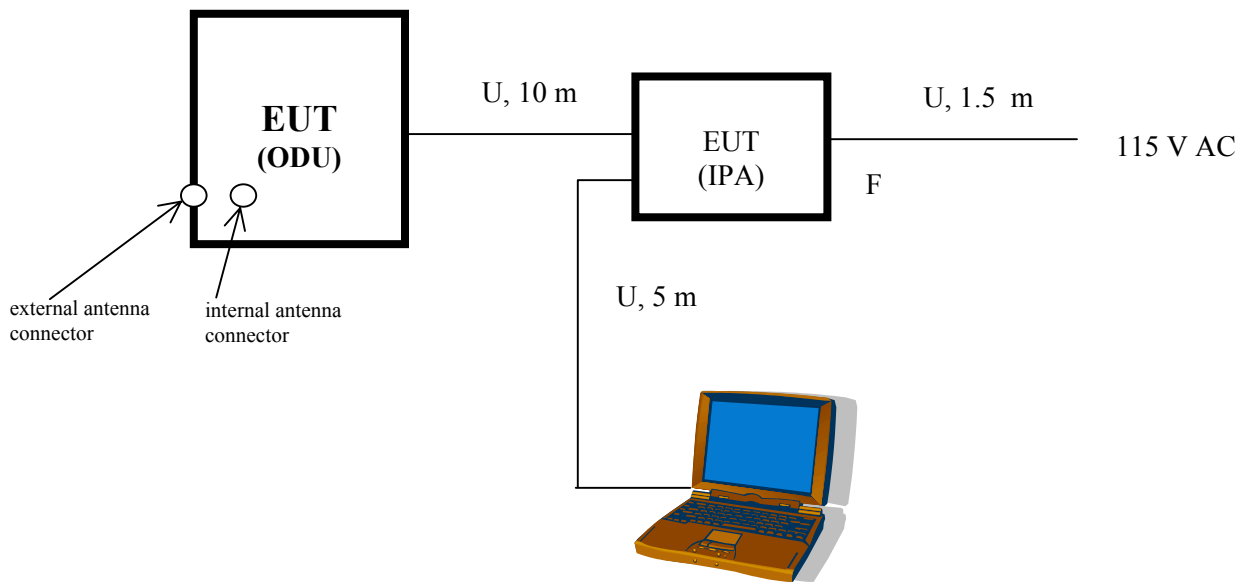 EUT
(ODU)
U, 10 m
EUT
(IPA)
U, 1.5 m
115 V AC
F
external antenna
connector
internal antenna
connector
U, 5 m